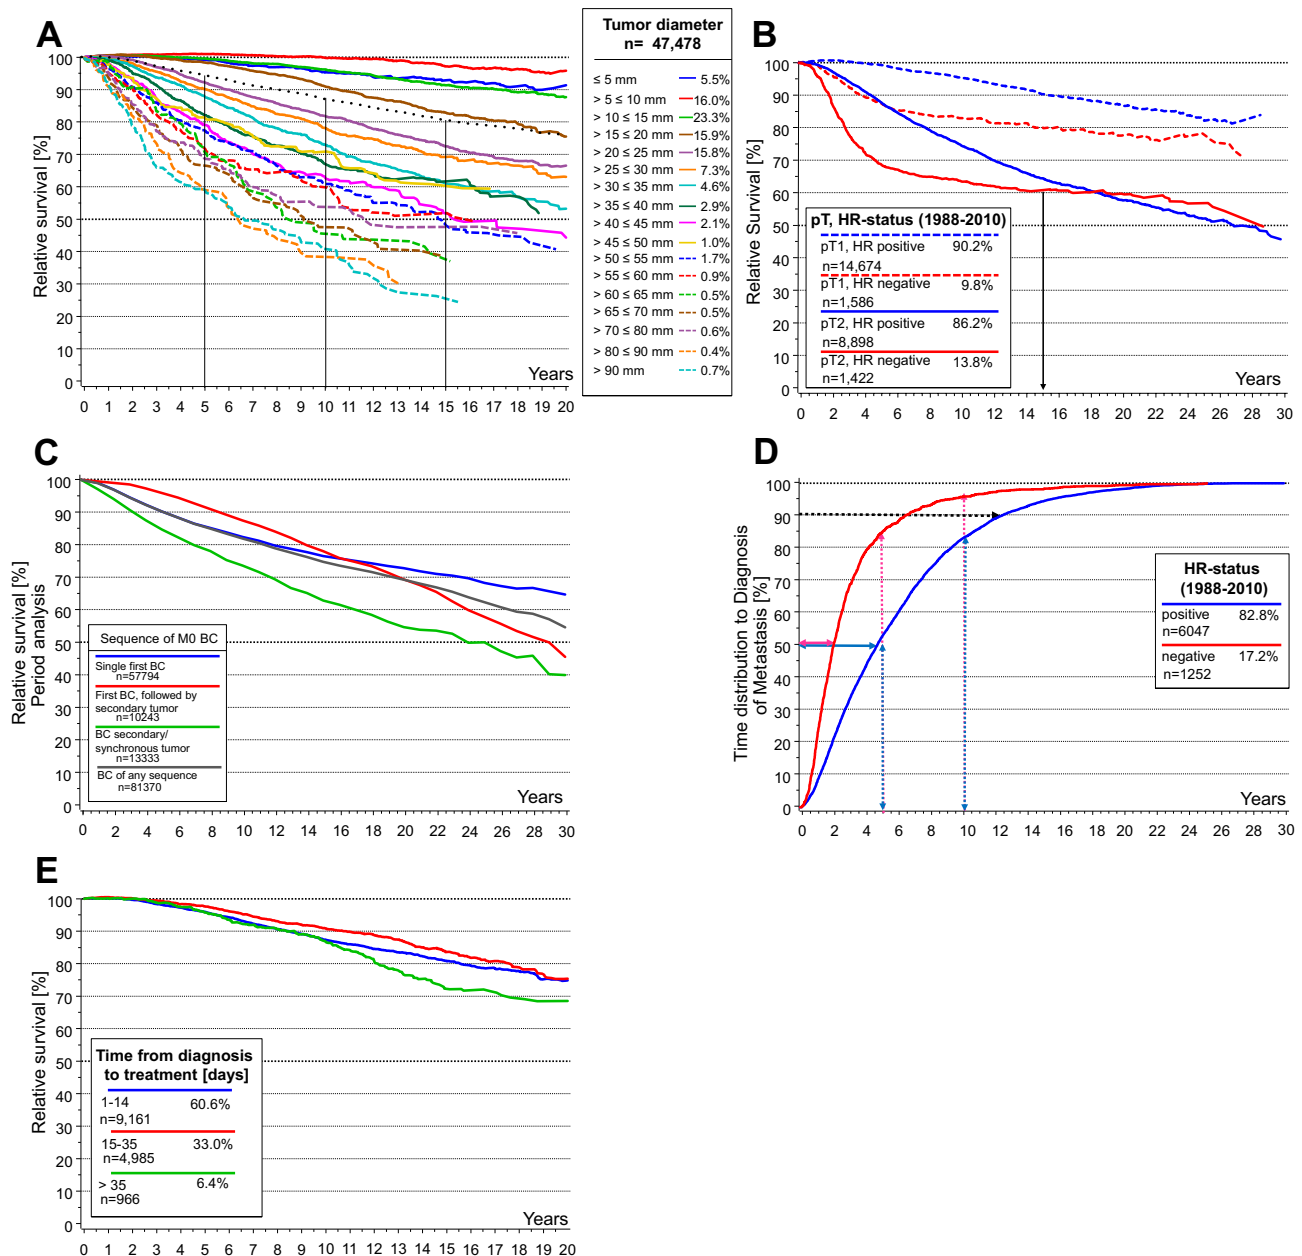 A
Relative survival [%]
100
90
80
70
60
50
40
30
20
10
0
Years
0 1 2 3 4 5 6 7 8 9 10 11 12 13 14 15 16 17 18 19 20
Tumor diameter
n= 47,478
≤ 5 mm 5.5%
> 5 ≤ 10 mm 16.0%
> 10 ≤ 15 mm 23.3%
> 15 ≤ 20 mm 15.9%
> 20 ≤ 25 mm 15.8%
> 25 ≤ 30 mm 7.3%
> 30 ≤ 35 mm 4.6%
> 35 ≤ 40 mm 2.9%
> 40 ≤ 45 mm 2.1%
> 45 ≤ 50 mm 1.0%
> 50 ≤ 55 mm 1.7%
> 55 ≤ 60 mm 0.9%
> 60 ≤ 65 mm 0.5%
> 65 ≤ 70 mm 0.5%
> 70 ≤ 80 mm 0.6%
> 80 ≤ 90 mm 0.4%
> 90 mm 0.7%
B
Relative Survival [%]
100
90
80
70
60
50
40
30
20
10
0
pT, HR-status (1988-2010)
pT1, HR positive 90.2%
n=14,674
pT1, HR negative 9.8%
n=1,586
pT2, HR positive 86.2%
n=8,898
pT2, HR negative 13.8%
n=1,422
Years
0 2 4 6 8 10 12 14 16 18 20 22 24 26 28 30
C
Relative survival [%]
Period analysis
100
90
80
70
60
50
40
30
20
10
0
Sequence of M0 BC
Single first BC
n=57794
First BC, followed by
secondary tumor
n=10243
BC secondary/
synchronous tumor
n=13333
BC of any sequence
n=81370
Years
0 2 4 6 8 10 12 14 16 18 20 22 24 26 28 30
D
Time distribution to Diagnosis
of Metastasis [%]
100
90
80
70
60
50
40
30
20
10
0
HR-status
(1988-2010)
positive 82.8%
n=6047
negative 17.2%
n=1252
Years
0 2 4 6 8 10 12 14 16 18 20 22 24 26 28 30
E
Relative survival [%]
100
90
80
70
60
50
40
30
20
10
0
Time from diagnosis
to treatment [days]
1-14 60.6%
n=9,161
15-35 33.0%
n=4,985
> 35 6.4%
n=966
Years
0 1 2 3 4 5 6 7 8 9 10 11 12 13 14 15 16 17 18 19 20